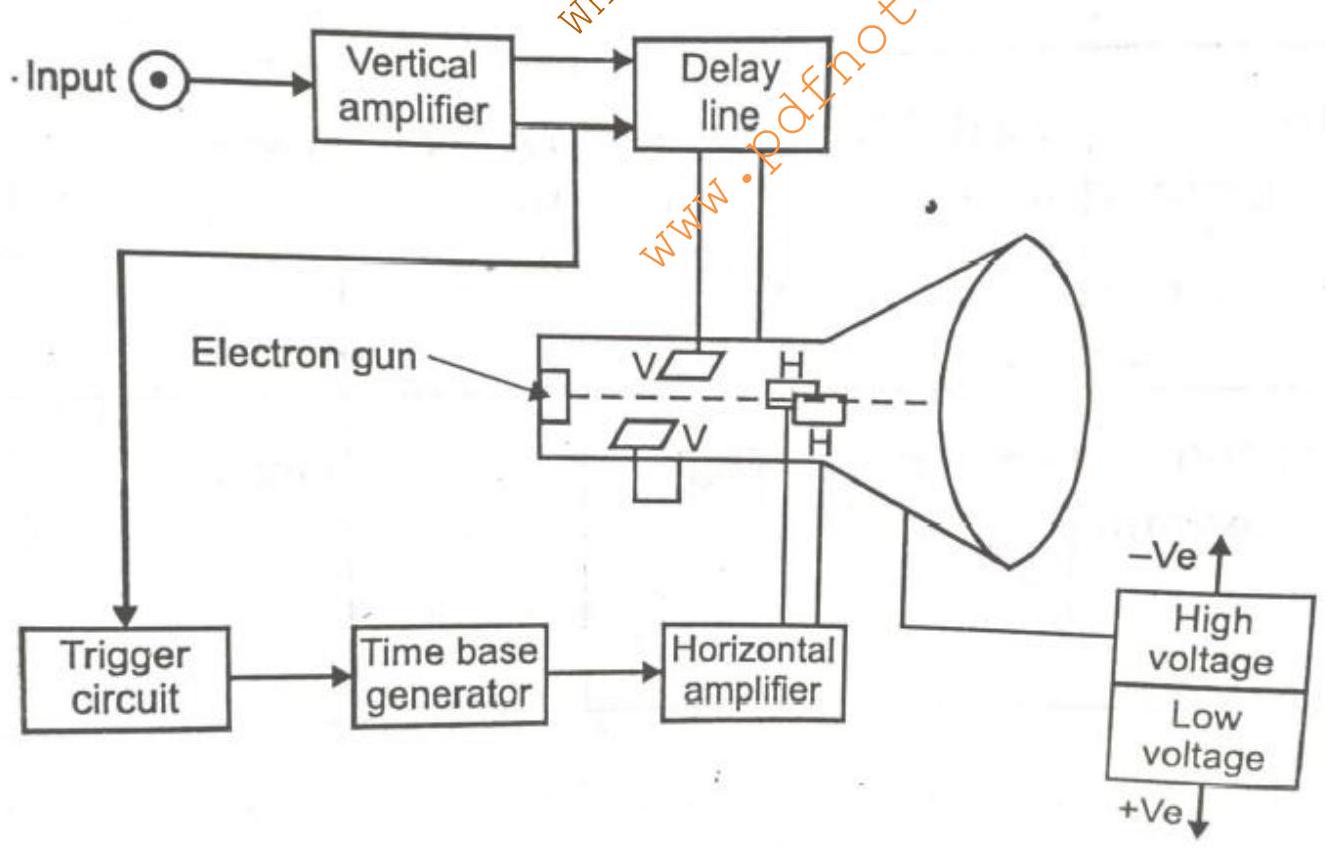 www.pdfnot
· Input
Vertical
amplifier
Delay
line
Electron gun
V
H
V
H
–Ve
High
voltage
Low
voltage
+Ve
Trigger
circuit
Time base
generator
Horizontal
amplifier